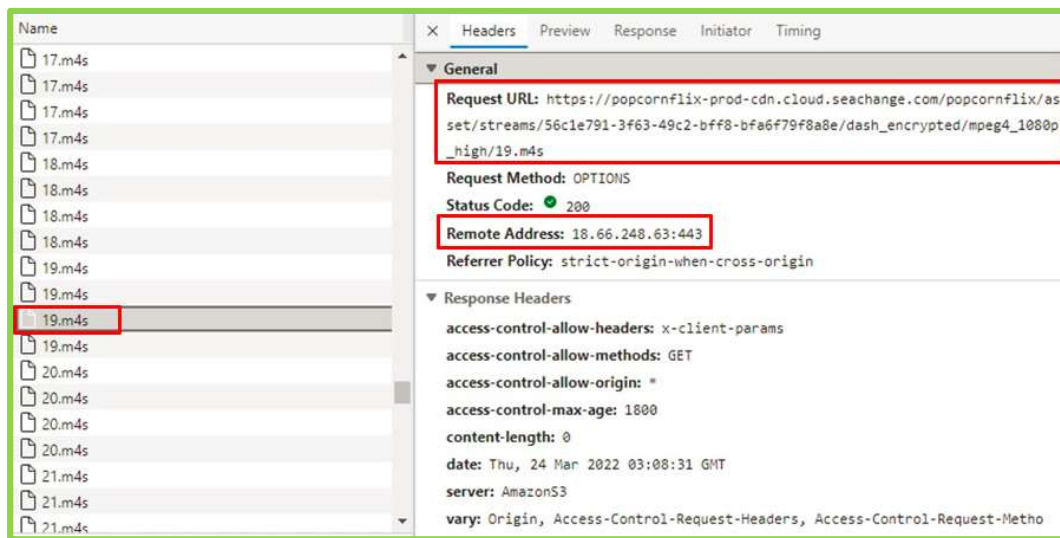 Name
17.m4s
17.m4s
17.m4s
17.m4s
18.m4s
18.m4s
18.m4s
18.m4s
19.m4s
19.m4s
19.m4s
19.m4s
20.m4s
20.m4s
20.m4s
20.m4s
21.m4s
21.m4s
21.m4s
× Headers Preview Response Initiator Timing
▼ General
Request URL: https://popcornflix-prod-cdn.cloud.seachange.com/popcornflix/as
set/streams/56c1e791-3f63-49c2-bff8-bfa6f79f8a8e/dash_encrypted/mpeg4_1080p
_high/19.m4s
Request Method: OPTIONS
Status Code: 200
Remote Address: 18.66.248.63:443
Referrer Policy: strict-origin-when-cross-origin
▼ Response Headers
access-control-allow-headers: x-client-params
access-control-allow-methods: GET
access-control-allow-origin: *
access-control-max-age: 1800
content-length: 0
date: Thu, 24 Mar 2022 03:08:31 GMT
server: AmazonS3
vary: Origin, Access-Control-Request-Headers, Access-Control-Request-Metho